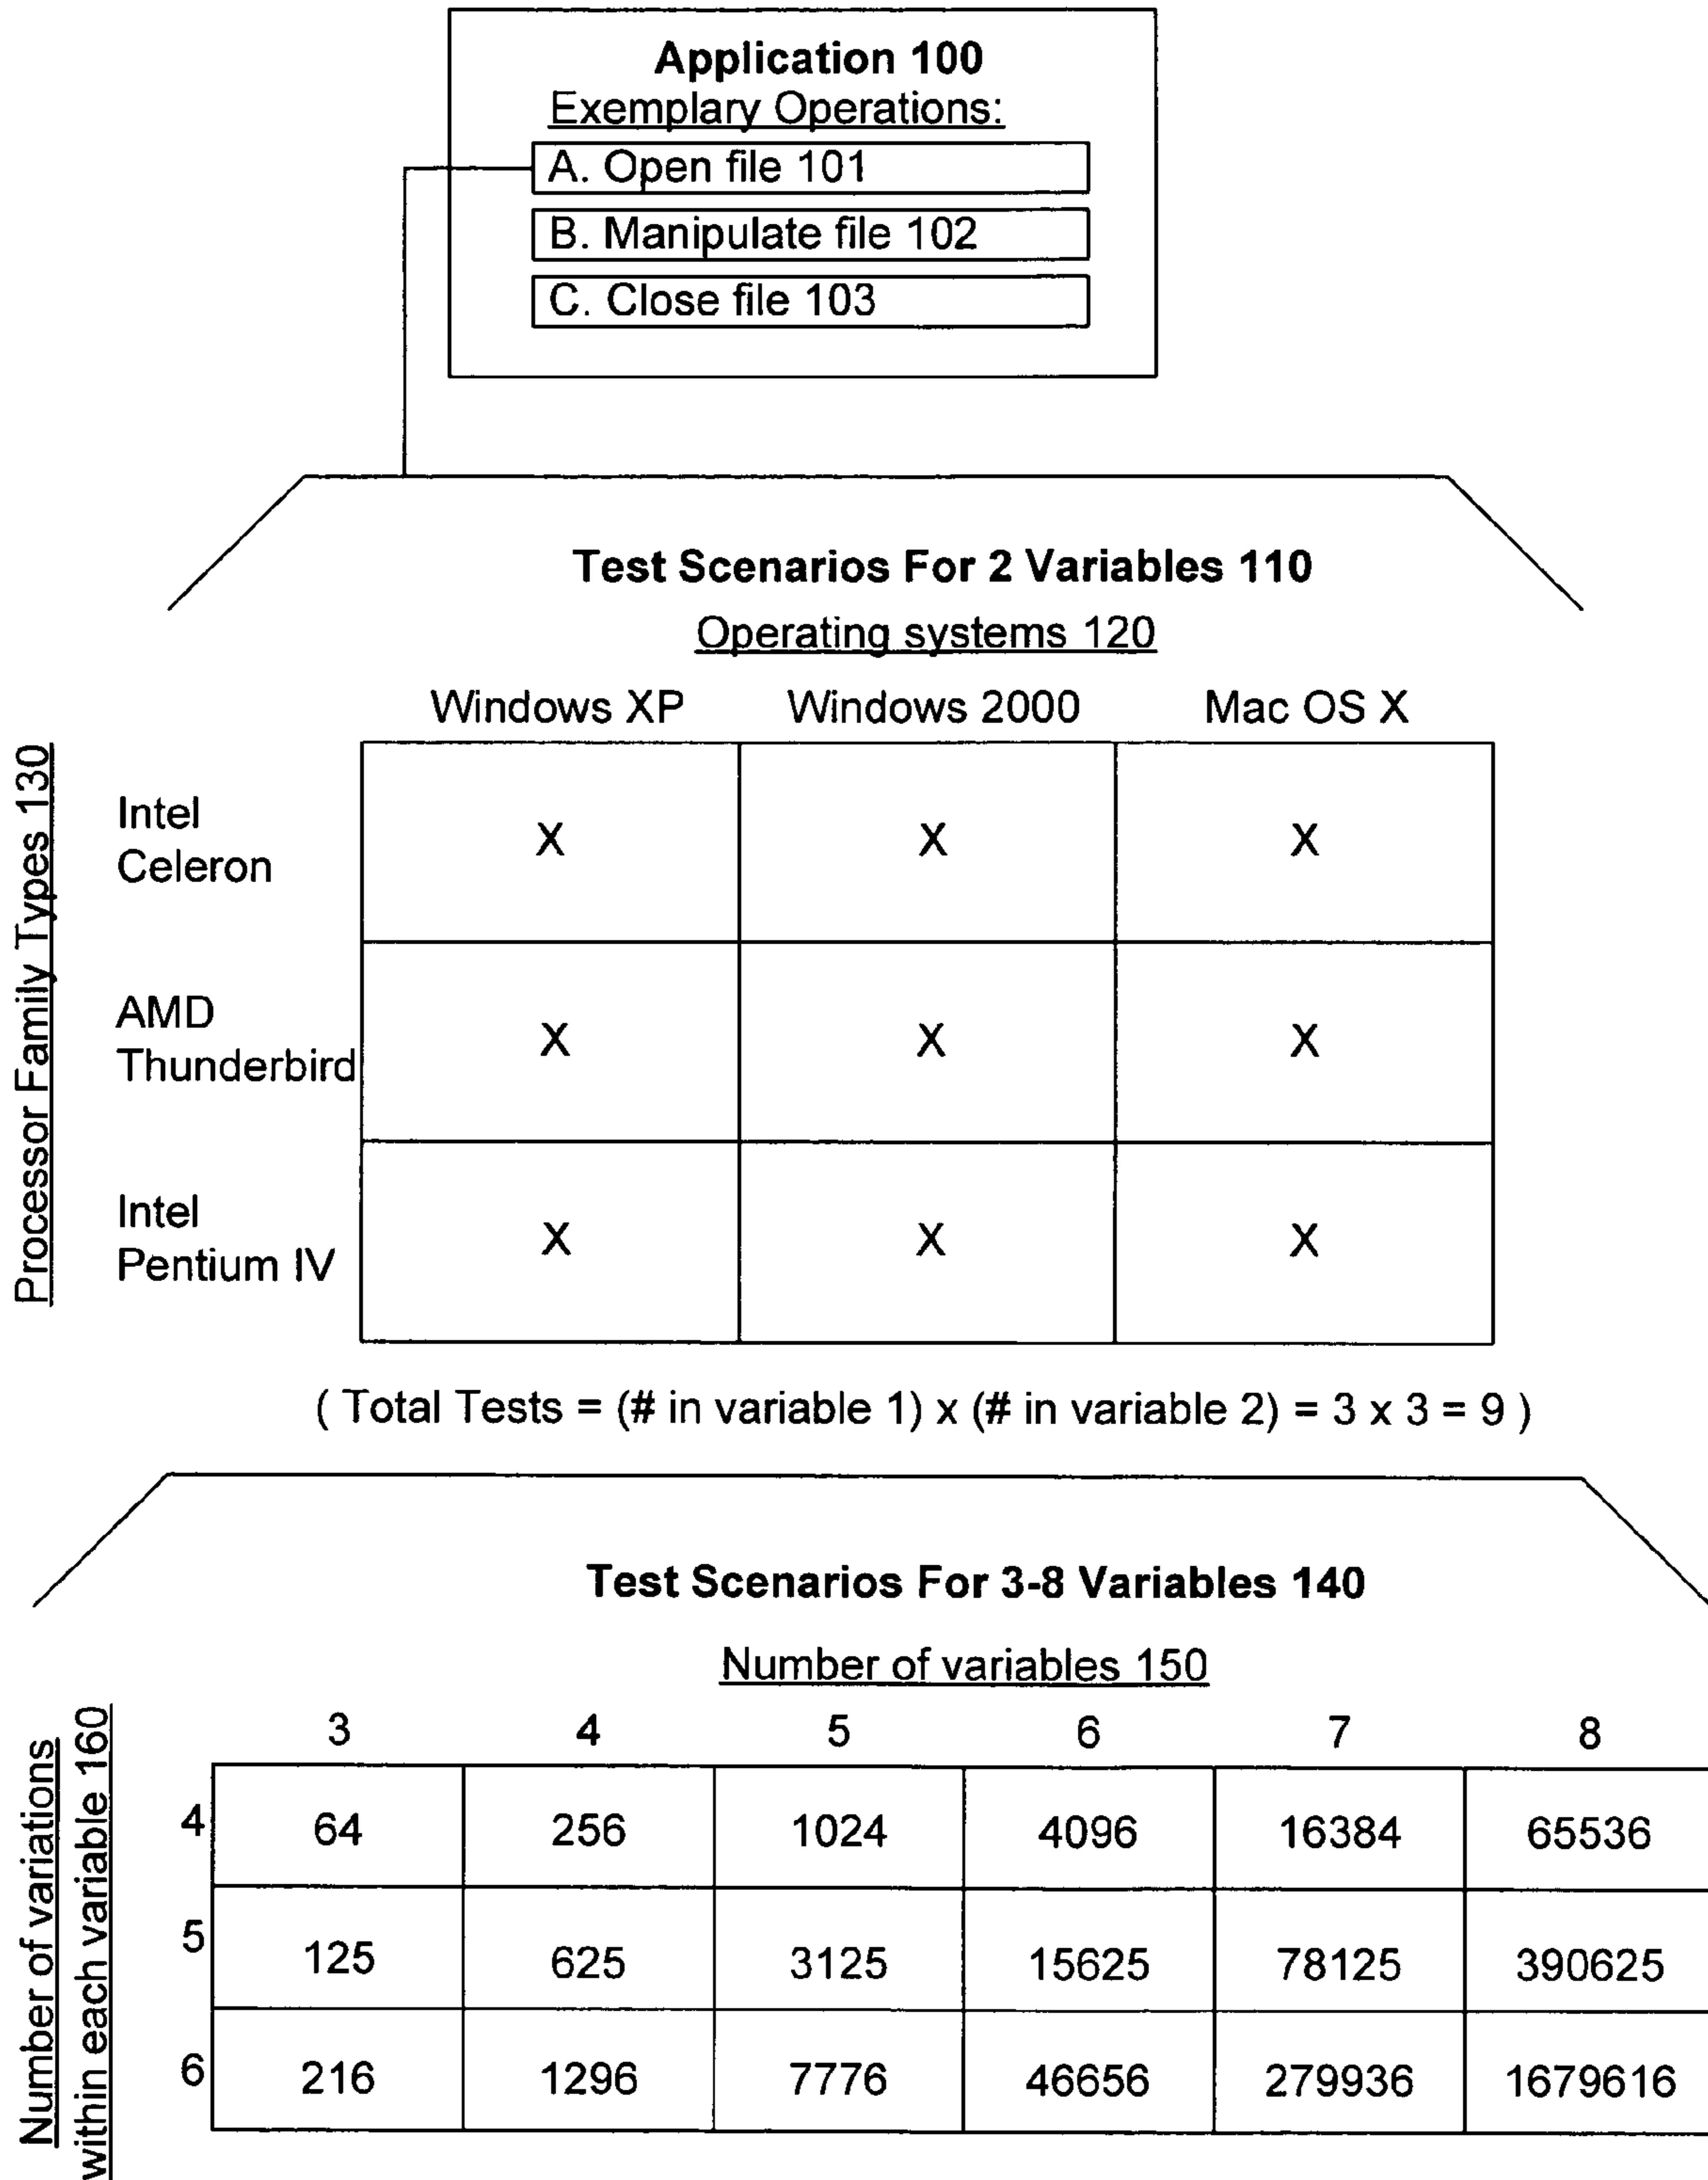 Application 100
Exemplary Operations:
A. Open file 101
B. Manipulate file 102
C. Close file 103
Test Scenarios For 2 Variables 110
Operating systems 120
Windows XP Windows 2000 Mac OS X
Processor Family Types 130
Intel
Celeron
X X X
AMD
Thunderbird
X X X
Intel
Pentium IV
X X X
( Total Tests = (# in variable 1) x (# in variable 2) = 3 x 3 = 9 )
Test Scenarios For 3-8 Variables 140
Number of variables 150
Number of variations
within each variable 160
3 4 5 6 7 8
4 64 256 1024 4096 16384 65536
5 125 625 3125 15625 78125 390625
6 216 1296 7776 46656 279936 1679616